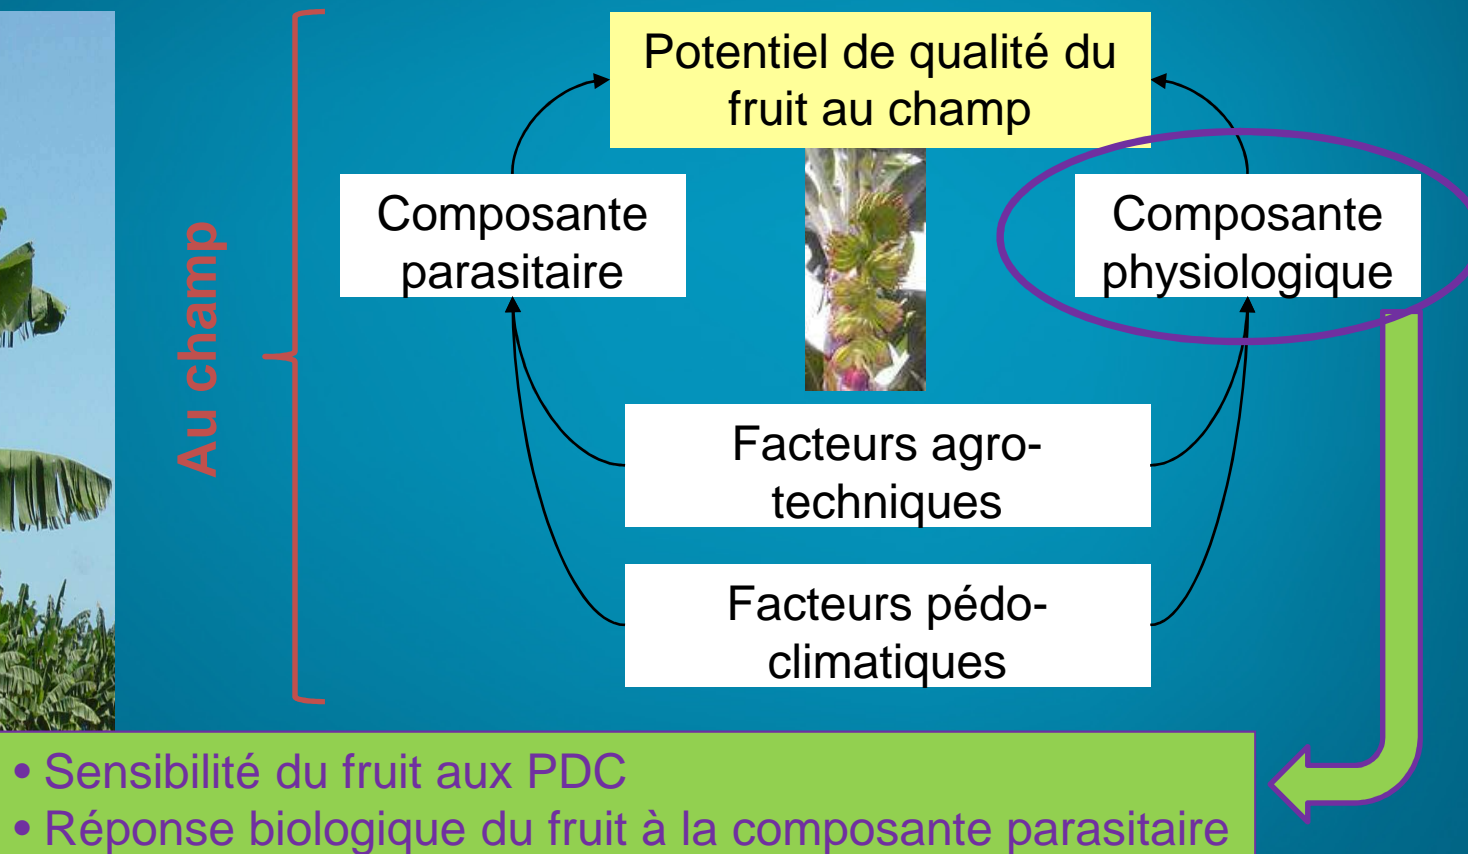 Potentiel de qualité du
fruit au champ
Composante
parasitaire
Composante
physiologique
Au champ
Facteurs agro-
techniques
Facteurs pédo-
climatiques
• Sensibilité du fruit aux PDC
• Réponse biologique du fruit à la composante parasitaire